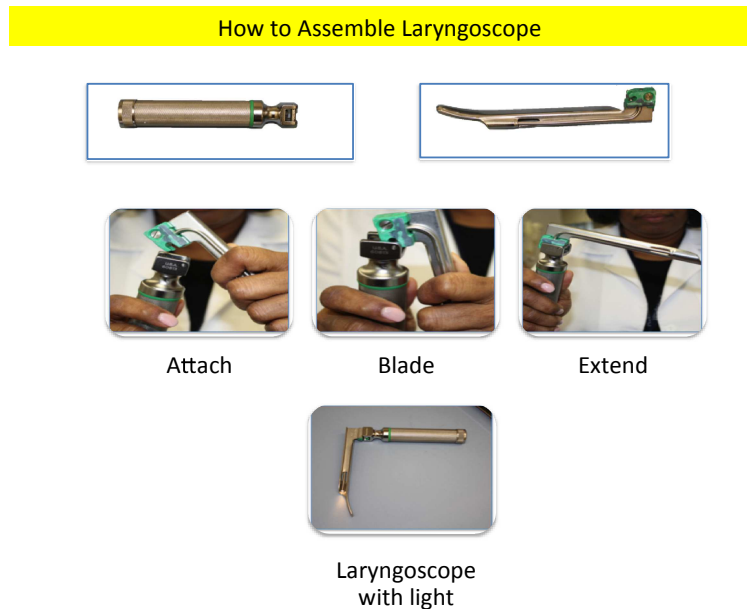 How to Assemble Laryngoscope
Attach
Blade
Extend
Laryngoscope
with light